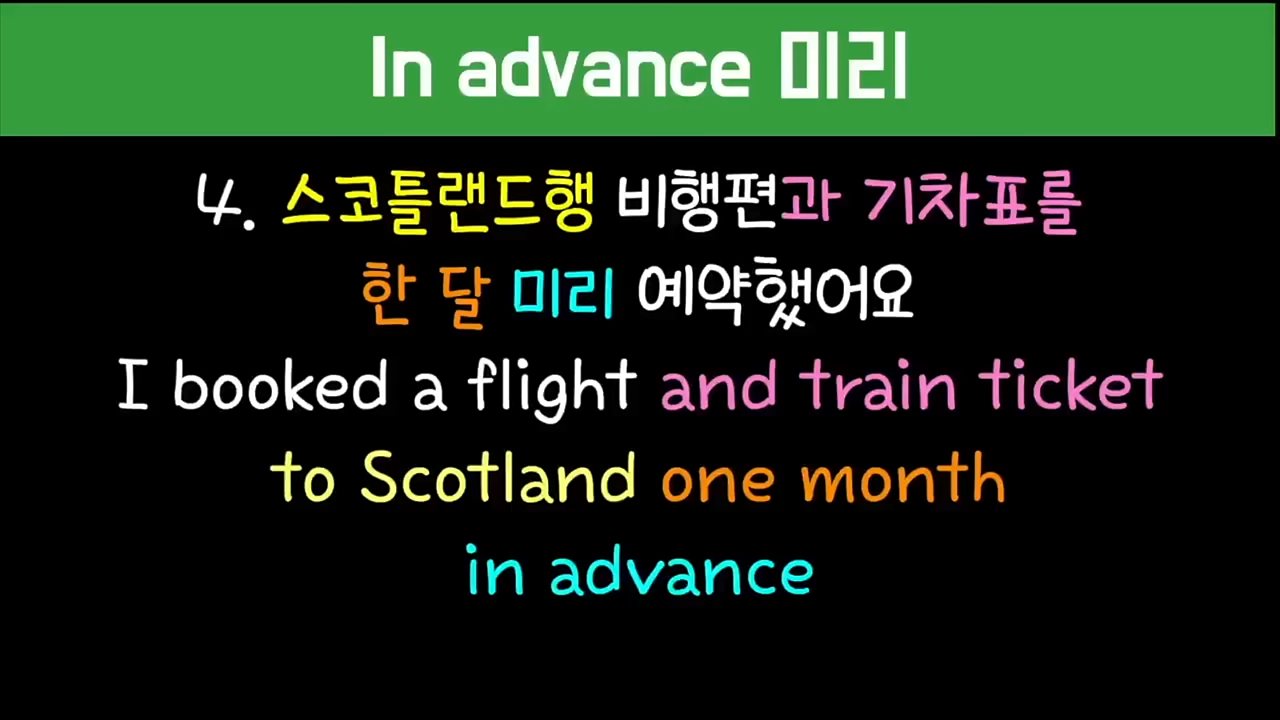 In advance 미리
4. 스코틀랜드행 비행편과 기차표를
한 달 미리 예약했어요
I booked a flight and train ticket
to Scotland one month
in advance